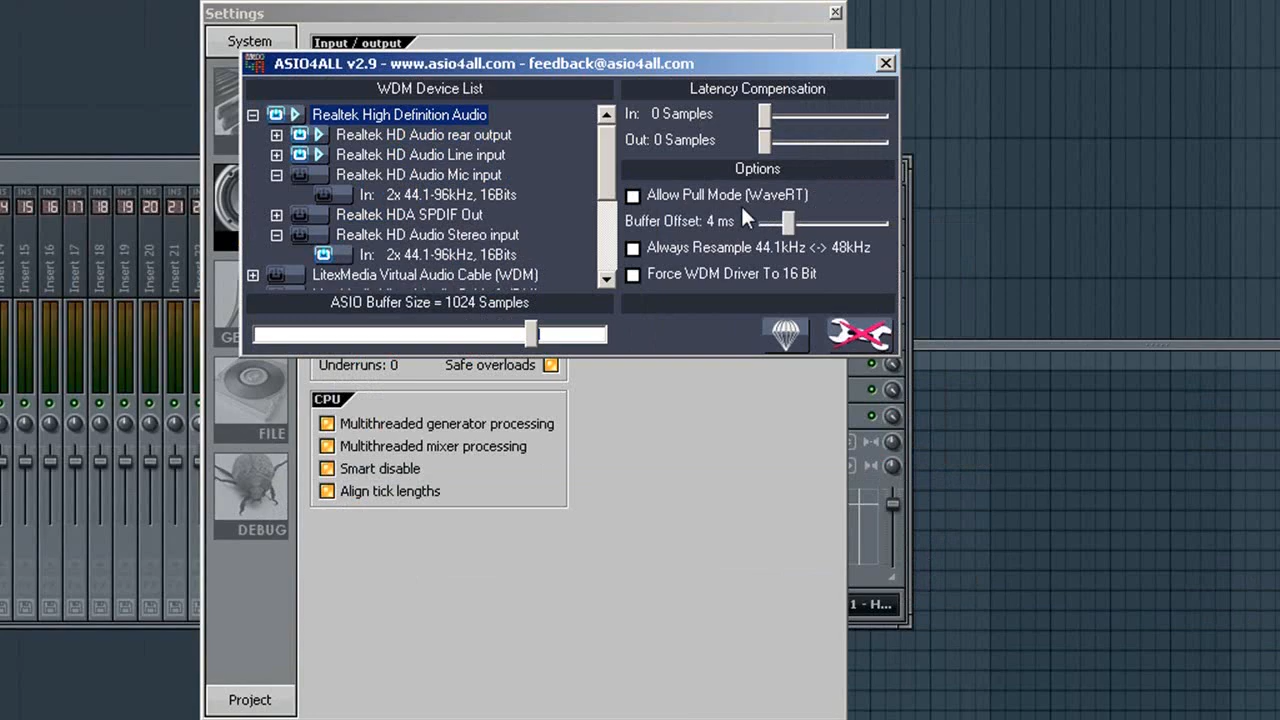 Settings
System
Input / output
ASIO4ALL v2.9 - www.asio4all.com - feedback@asio4all.com
WDM Device List
Realtek High Definition Audio
Realtek HD Audio rear output
Realtek HD Audio Line input
Realtek HD Audio Mic input
In: 2x 44.1-96kHz, 16Bits
Realtek HDA SPDIF Out
Realtek HD Audio Stereo input
In: 2x 44.1-96kHz, 16Bits
LitexMedia Virtual Audio Cable (WDM)
ASIO Buffer Size = 1024 Samples
Latency Compensation
In: 0 Samples
Out: 0 Samples
Options
Allow Pull Mode (WaveRT)
Buffer Offset: 4 ms
Always Resample 44.1kHz <-> 48kHz
Force WDM Driver To 16 Bit
Underruns: 0
Safe overloads
CPU
Multithreaded generator processing
Multithreaded mixer processing
Smart disable
Align tick lengths
GE
FILE
DEBUG
Project
15 16 17 18 19 20 21
Insert 15
Insert 16
Insert 17
Insert 18
Insert 19
Insert 20
Insert 21
1 - H...